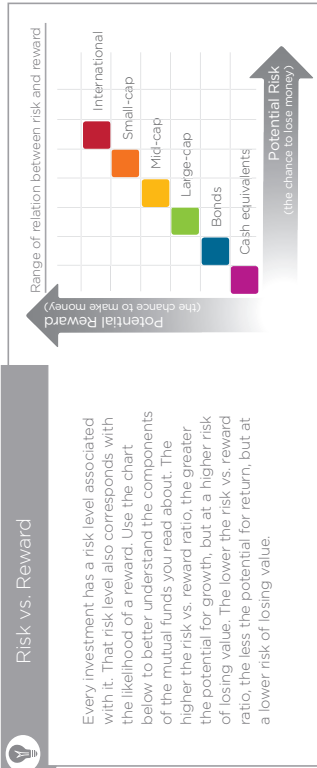 Risk vs. Reward
Every investment has a risk level associated
with it. That risk level also corresponds with
the likelihood of a reward. Use the chart
below to better understand the components
of the mutual funds you read about. The
higher the risk vs. reward ratio, the greater
the potential for growth, but at a higher risk
of losing value. The lower the risk vs. reward
ratio, the less the potential for return, but at
a lower risk of losing value.
Range of relation between risk and reward
Potential Reward
(the chance to make money)
International
Small-cap
Mid-cap
Large-cap
Bonds
Cash equivalents
Potential Risk
(the chance to lose money)